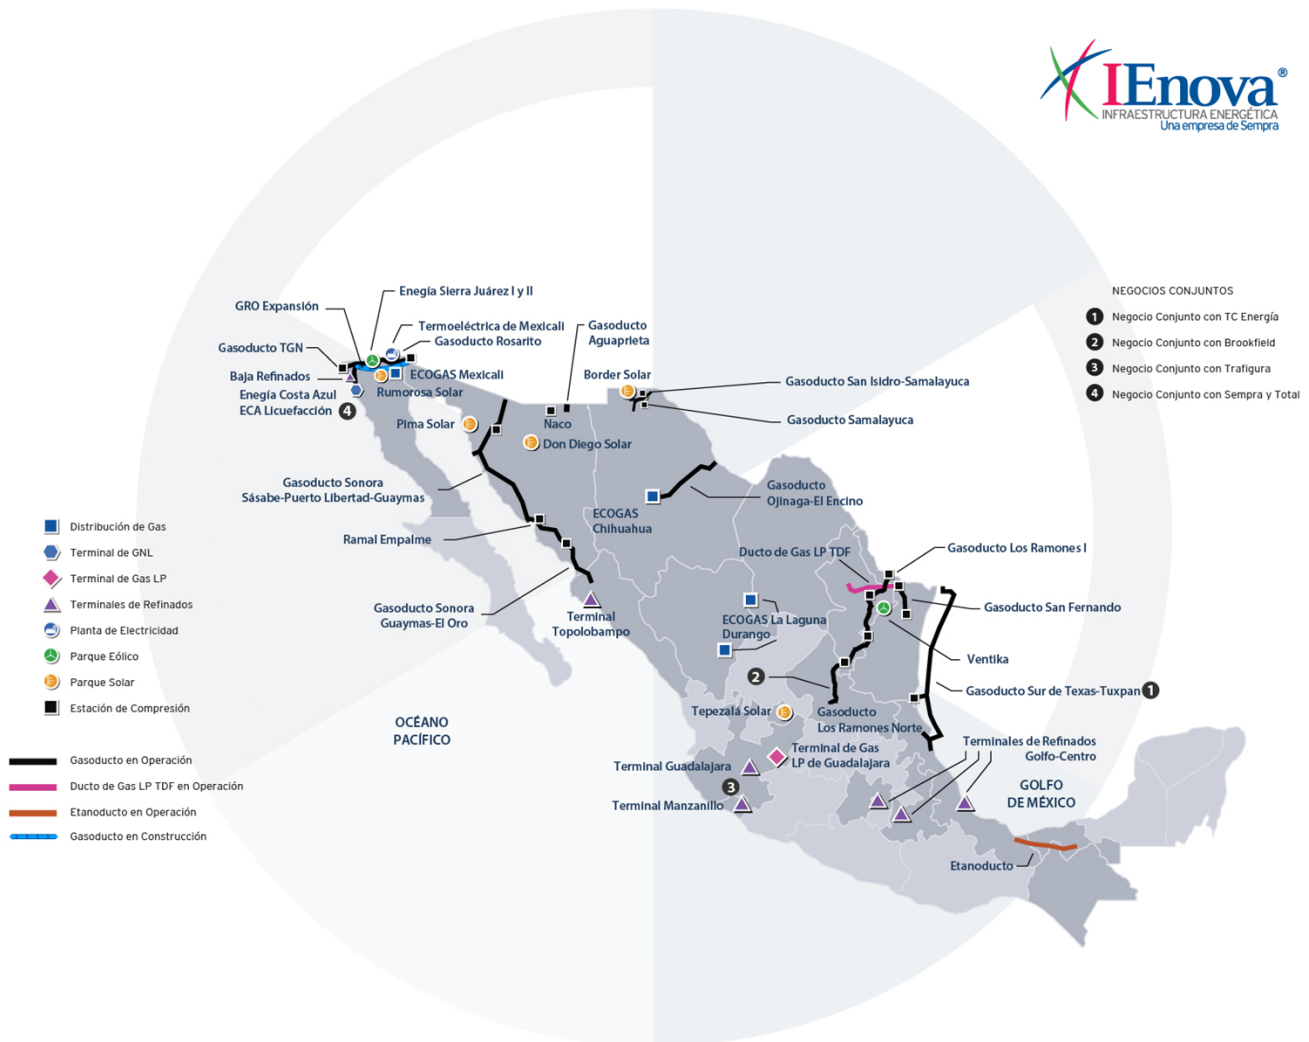 IEnova®
INFRAESTRUCTURA ENERGÉTICA
Una empresa de Sempra
NEGOCIOS CONJUNTOS
1 Negocio Conjunto con TC Energía
2 Negocio Conjunto con Brookfield
3 Negocio Conjunto con Trafigura
4 Negocio Conjunto con Sempra y Total
Enegía Sierra Juárez I y II
GRO Expansión
Termoeléctrica de Mexicali
Gasoducto Rosarito
Gasoducto
Aguaprieta
Gasoducto TGN
Baja Refinados
ECOGAS Mexicali
Border Solar
Gasoducto San Isidro-Samalayuca
Enegía Costa Azul
ECA Licuefacción 4
Rumorosa Solar
Pima Solar
Naco
Gasoducto Samalayuca
Don Diego Solar
Gasoducto Sonora
Sásabe-Puerto Libertad-Guaymas
Gasoducto
Ojinaga-El Encino
ECOGAS
Chihuahua
Ramal Empalme
Ducto de Gas LP TDF
Gasoducto Los Ramones I
Gasoducto Sonora
Guaymas-El Oro
Terminal
Topolobampo
ECOGAS La Laguna
Durango
Gasoducto San Fernando
Ventika
2
Gasoducto Sur de Texas-Tuxpan 1
Tepezalá Solar
Gasoducto
Los Ramones Norte
OCÉANO
PACÍFICO
Terminal de Gas
LP de Guadalajara
Terminales de Refinados
Golfo-Centro
Terminal Guadalajara
3
Terminal Manzanillo
GOLFO
DE MÉXICO
Etanoducto
Distribución de Gas
Terminal de GNL
Terminal de Gas LP
Terminales de Refinados
Planta de Electricidad
Parque Eólico
Parque Solar
Estación de Compresión
Gasoducto en Operación
Ducto de Gas LP TDF en Operación
Etanoducto en Operación
Gasoducto en Construcción